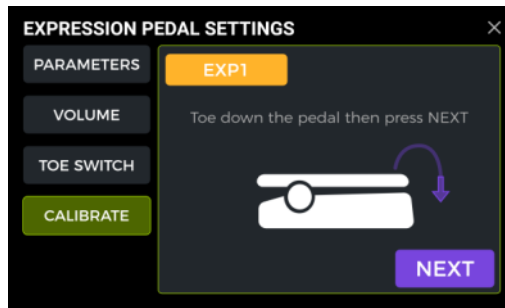 EXPRESSION PEDAL SETTINGS
PARAMETERS
VOLUME
TOE SWITCH
CALIBRATE
EXP1
Toe down the pedal then press NEXT
NEXT